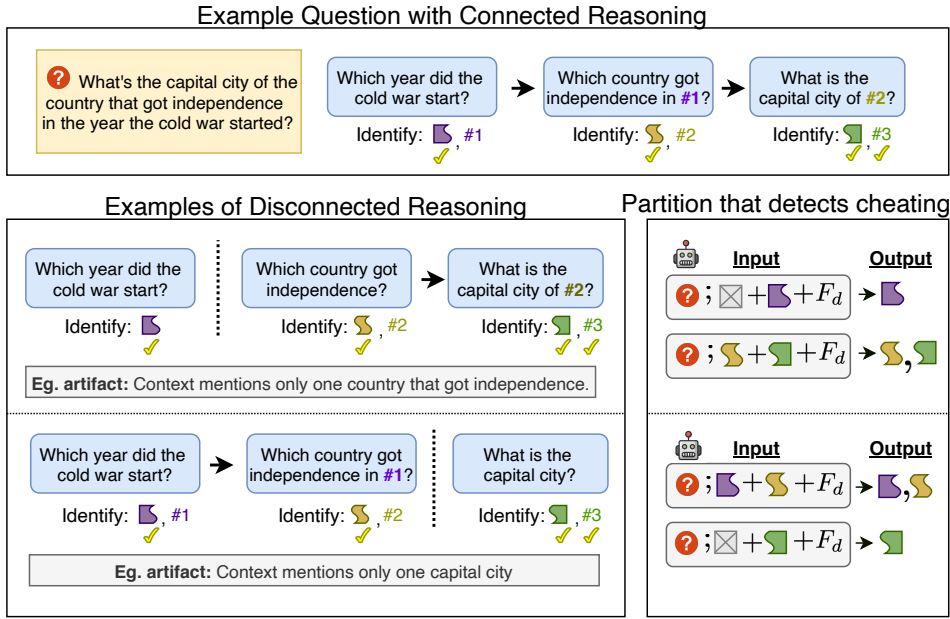 Example Question with Connected Reasoning
? What's the capital city of the
country that got independence
in the year the cold war started?
Which year did the
cold war start?
Identify: , #1
Which country got
independence in #1?
Identify: , #2
What is the
capital city of #2?
Identify: , #3
Examples of Disconnected Reasoning
Which year did the
cold war start?
Identify:
Which country got
independence?
Identify: , #2
What is the
capital city of #2?
Identify: , #3
Eg. artifact: Context mentions only one country that got independence.
Which year did the
cold war start?
Identify: , #1
Which country got
independence in #1?
Identify: , #2
What is the
capital city?
Identify: , #3
Eg. artifact: Context mentions only one capital city
Partition that detects cheating
Input Output
? ; + + F_d
? ; + + F_d ,
Input Output
? ; + + F_d ,
? ; + + F_d